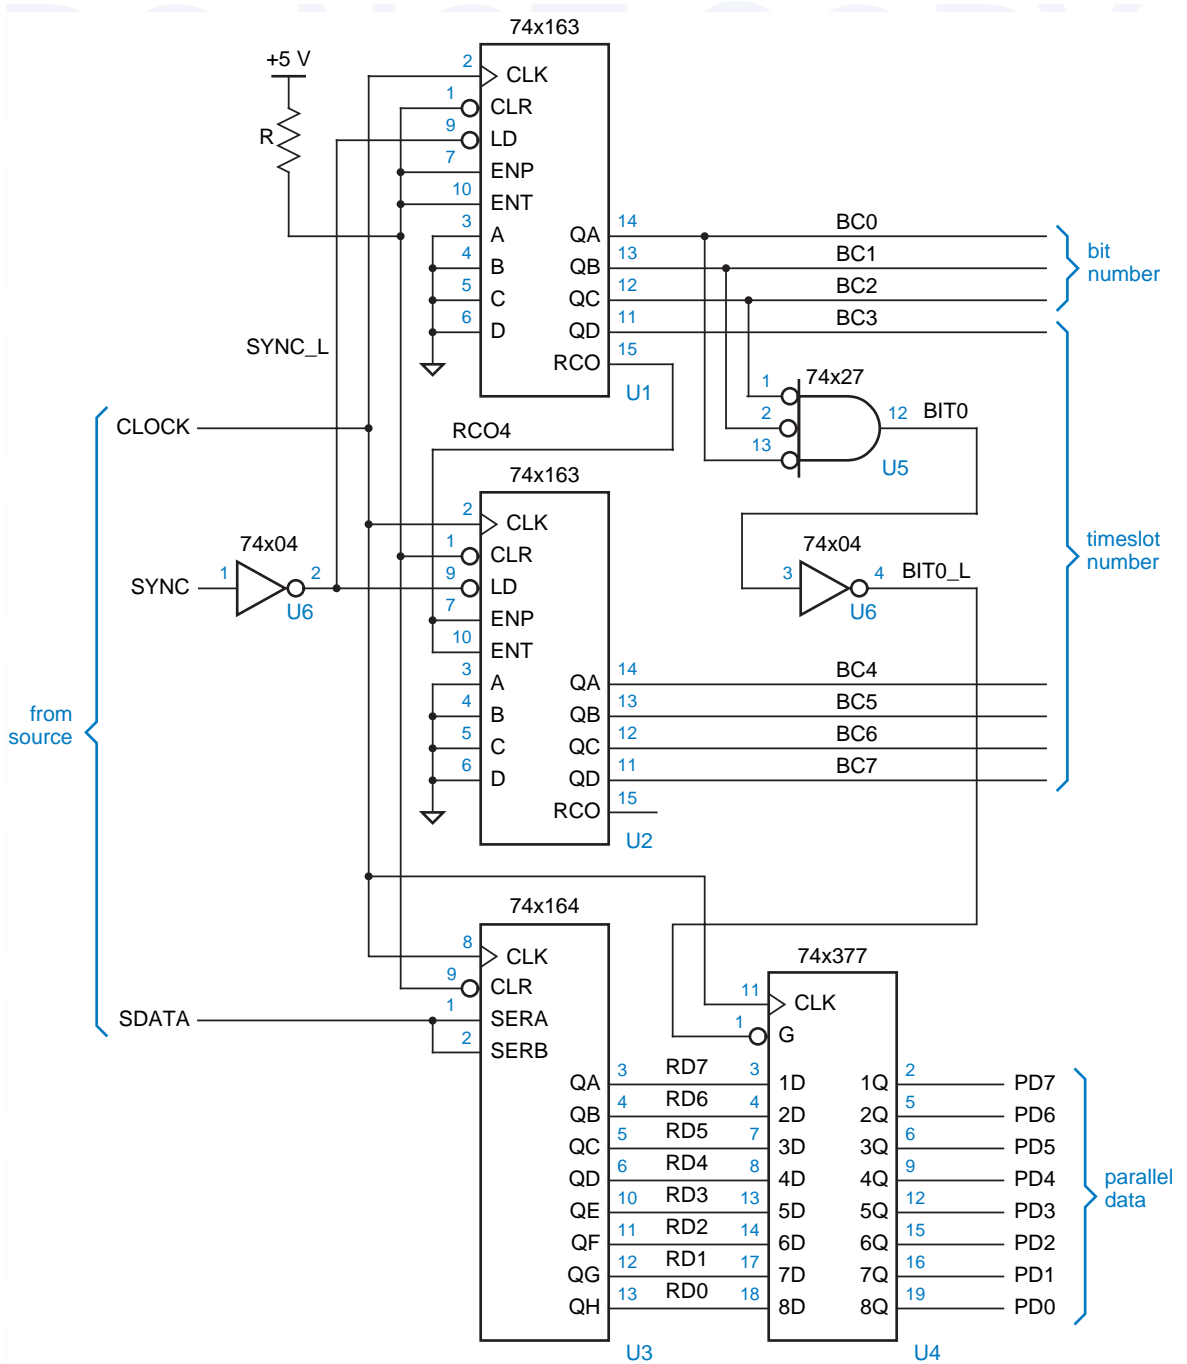 74x163
+5 V
R
2
CLK
1
CLR
9
LD
7
ENP
10
ENT
3
A
QA
14
BC0
4
B
QB
13
BC1
5
C
QC
12
BC2
6
D
QD
11
BC3
RCO
15
U1
bit
number
SYNC_L
74x27
1
2
13
12
BIT0
U5
CLOCK
RCO4
74x163
2
CLK
1
CLR
9
LD
7
ENP
10
ENT
3
A
QA
14
BC4
4
B
QB
13
BC5
5
C
QC
12
BC6
6
D
QD
11
BC7
RCO
15
U2
74x04
SYNC
1
2
U6
74x04
3
4
BIT0_L
U6
timeslot
number
from
source
74x164
8
CLK
9
CLR
SDATA
1
SERA
2
SERB
QA
3
RD7
QB
4
RD6
QC
5
RD5
QD
6
RD4
QE
10
RD3
QF
11
RD2
QG
12
RD1
QH
13
RD0
U3
74x377
11
CLK
1
G
3
1D
1Q
2
PD7
4
2D
2Q
5
PD6
7
3D
3Q
6
PD5
8
4D
4Q
9
PD4
13
5D
5Q
12
PD3
14
6D
6Q
15
PD2
17
7D
7Q
16
PD1
18
8D
8Q
19
PD0
U4
parallel
data